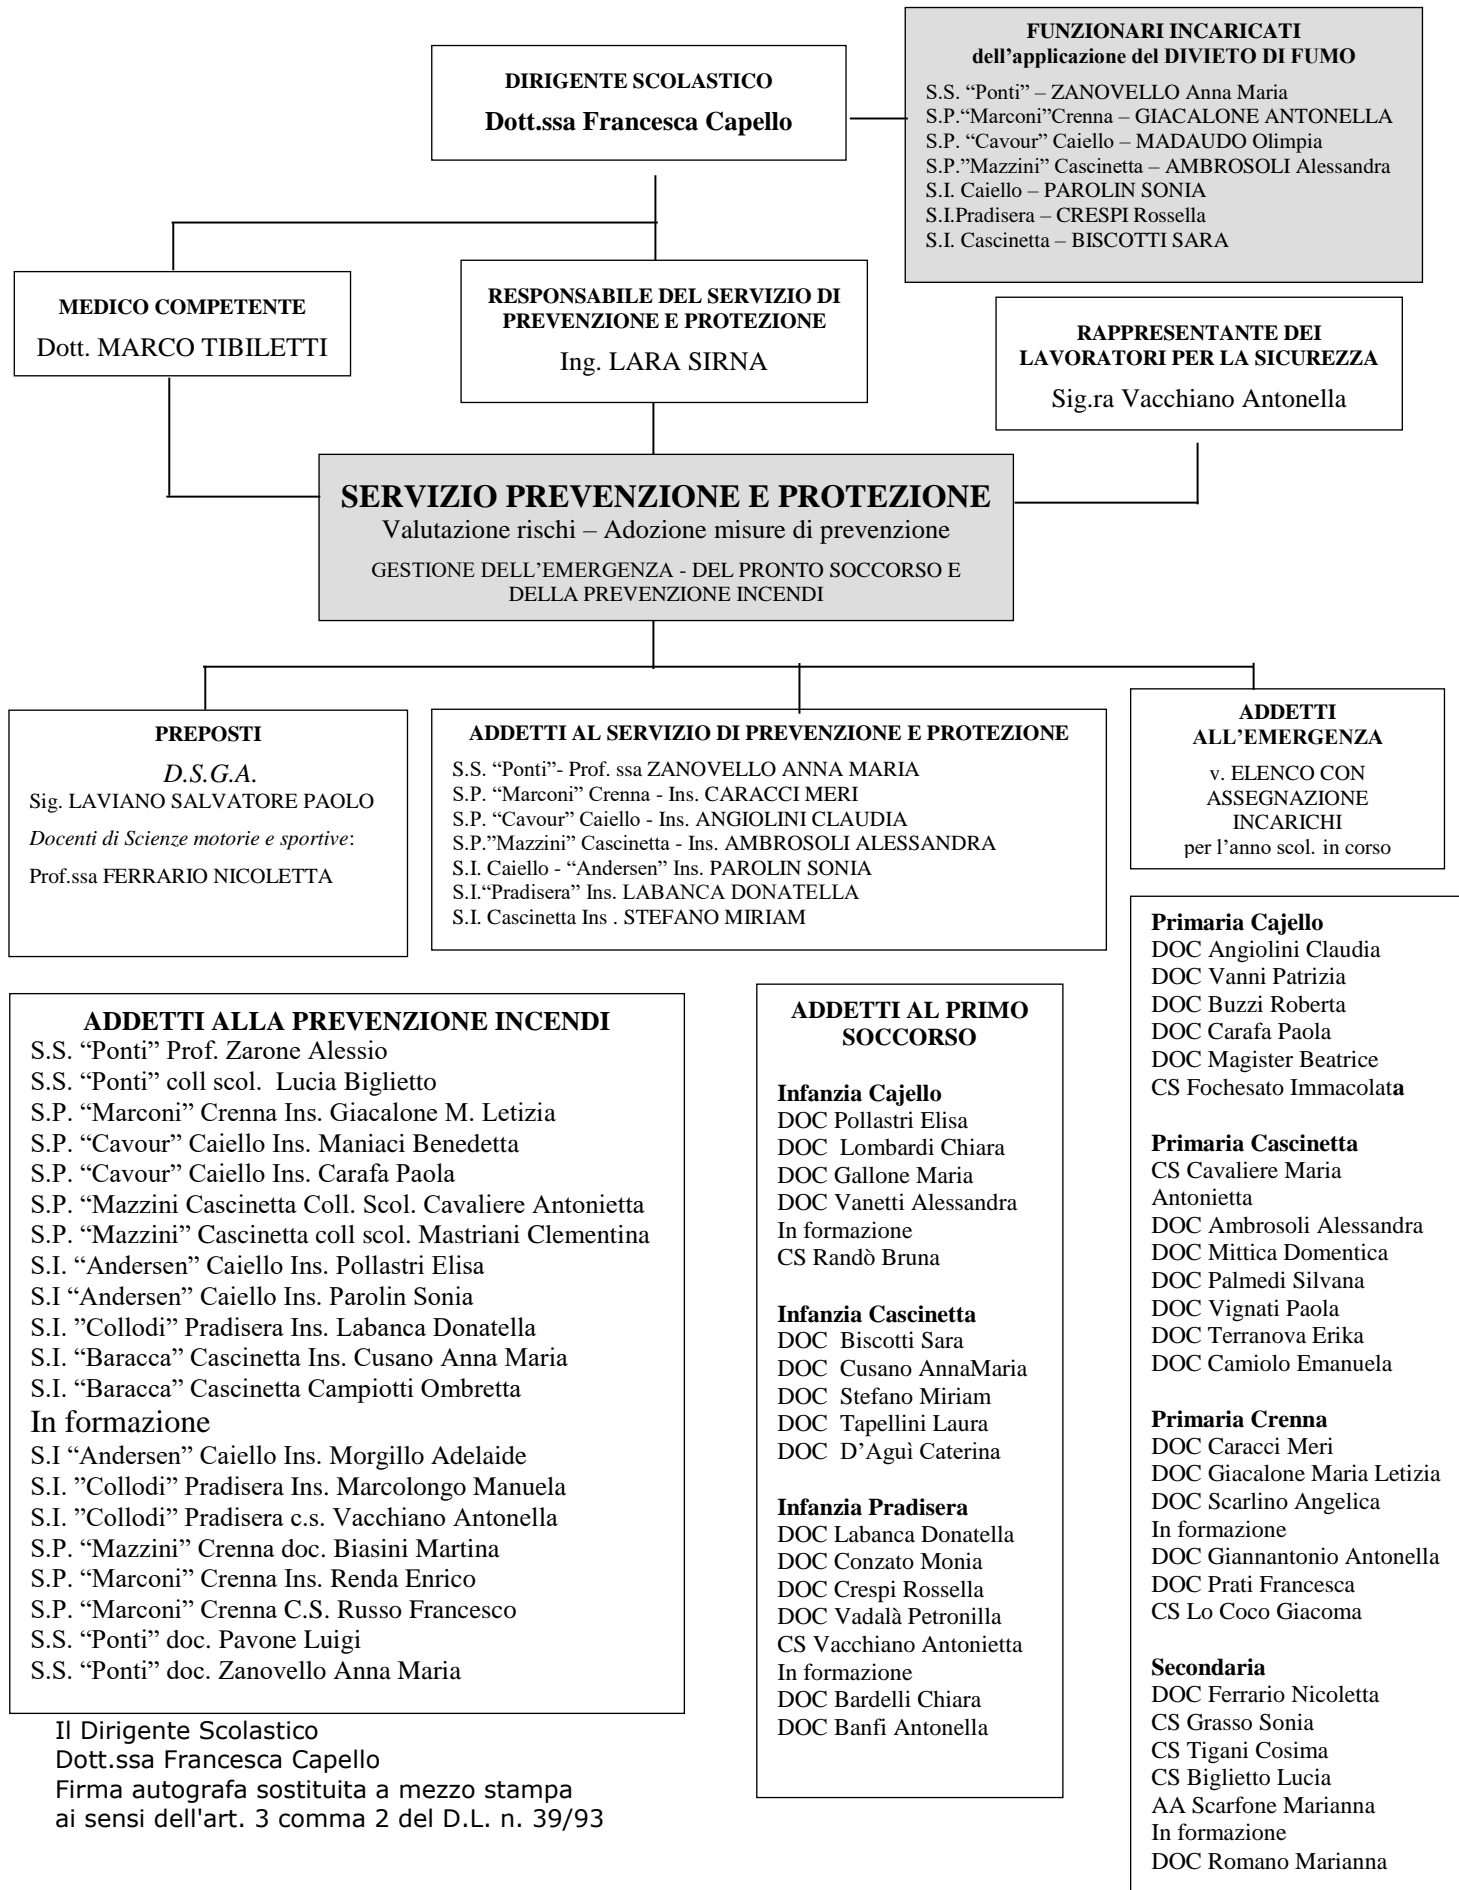 FUNZIONARI INCARICATI
dell’applicazione del DIVIETO DI FUMO
S.S. “Ponti” – ZANOVELLO Anna Maria
S.P.“Marconi”Crenna – GIACALONE ANTONELLA
S.P. “Cavour” Caiello – MADAUDO Olimpia
S.P.”Mazzini” Cascinetta – AMBROSOLI Alessandra
S.I. Caiello – PAROLIN SONIA
S.I.Pradisera – CRESPI Rossella
S.I. Cascinetta – BISCOTTI SARA
DIRIGENTE SCOLASTICO
Dott.ssa Francesca Capello
MEDICO COMPETENTE
Dott. MARCO TIBILETTI
RESPONSABILE DEL SERVIZIO DI
PREVENZIONE E PROTEZIONE
Ing. LARA SIRNA
RAPPRESENTANTE DEI
LAVORATORI PER LA SICUREZZA
Sig.ra Vacchiano Antonella
SERVIZIO PREVENZIONE E PROTEZIONE
Valutazione rischi – Adozione misure di prevenzione
GESTIONE DELL’EMERGENZA - DEL PRONTO SOCCORSO E
DELLA PREVENZIONE INCENDI
PREPOSTI
D.S.G.A.
Sig. LAVIANO SALVATORE PAOLO
Docenti di Scienze motorie e sportive:
Prof.ssa FERRARIO NICOLETTA
ADDETTI AL SERVIZIO DI PREVENZIONE E PROTEZIONE
S.S. “Ponti”- Prof. ssa ZANOVELLO ANNA MARIA
S.P. “Marconi” Crenna - Ins. CARACCI MERI
S.P. “Cavour” Caiello - Ins. ANGIOLINI CLAUDIA
S.P.”Mazzini” Cascinetta - Ins. AMBROSOLI ALESSANDRA
S.I. Caiello - “Andersen” Ins. PAROLIN SONIA
S.I.“Pradisera” Ins. LABANCA DONATELLA
S.I. Cascinetta Ins . STEFANO MIRIAM
ADDETTI
ALL’EMERGENZA
v. ELENCO CON
ASSEGNAZIONE
INCARICHI
per l’anno scol. in corso
ADDETTI ALLA PREVENZIONE INCENDI
S.S. “Ponti” Prof. Zarone Alessio
S.S. “Ponti” coll scol.  Lucia Biglietto
S.P. “Marconi” Crenna Ins. Giacalone M. Letizia
S.P. “Cavour” Caiello Ins. Maniaci Benedetta
S.P. “Cavour” Caiello Ins. Carafa Paola
S.P. “Mazzini Cascinetta Coll. Scol. Cavaliere Antonietta
S.P. “Mazzini” Cascinetta coll scol. Mastriani Clementina
S.I. “Andersen” Caiello Ins. Pollastri Elisa
S.I “Andersen” Caiello Ins. Parolin Sonia
S.I. ”Collodi” Pradisera Ins. Labanca Donatella
S.I. “Baracca” Cascinetta Ins. Cusano Anna Maria
S.I. “Baracca” Cascinetta Campiotti Ombretta
In formazione
S.I “Andersen” Caiello Ins. Morgillo Adelaide
S.I. ”Collodi” Pradisera Ins. Marcolongo Manuela
S.I. ”Collodi” Pradisera c.s. Vacchiano Antonella
S.P. “Mazzini” Crenna doc. Biasini Martina
S.P. “Marconi” Crenna Ins. Renda Enrico
S.P. “Marconi” Crenna C.S. Russo Francesco
S.S. “Ponti” doc. Pavone Luigi
S.S. “Ponti” doc. Zanovello Anna Maria
Il Dirigente Scolastico
Dott.ssa Francesca Capello
Firma autografa sostituita a mezzo stampa
ai sensi dell'art. 3 comma 2 del D.L. n. 39/93
ADDETTI AL PRIMO
SOCCORSO
Infanzia Cajello
DOC Pollastri Elisa
DOC  Lombardi Chiara
DOC Gallone Maria
DOC Vanetti Alessandra
In formazione
CS Randò Bruna
Infanzia Cascinetta
DOC  Biscotti Sara
DOC  Cusano AnnaMaria
DOC  Stefano Miriam
DOC  Tapellini Laura
DOC  D’Aguì Caterina
Infanzia Pradisera
DOC Labanca Donatella
DOC Conzato Monia
DOC Crespi Rossella
DOC Vadalà Petronilla
CS Vacchiano Antonietta
In formazione
DOC Bardelli Chiara
DOC Banfi Antonella
Primaria Cajello
DOC Angiolini Claudia
DOC Vanni Patrizia
DOC Buzzi Roberta
DOC Carafa Paola
DOC Magister Beatrice
CS Fochesato Immacolata
Primaria Cascinetta
CS Cavaliere Maria
Antonietta
DOC Ambrosoli Alessandra
DOC Mittica Domentica
DOC Palmedi Silvana
DOC Vignati Paola
DOC Terranova Erika
DOC Camiolo Emanuela
Primaria Crenna
DOC Caracci Meri
DOC Giacalone Maria Letizia
DOC Scarlino Angelica
In formazione
DOC Giannantonio Antonella
DOC Prati Francesca
CS Lo Coco Giacoma
Secondaria
DOC Ferrario Nicoletta
CS Grasso Sonia
CS Tigani Cosima
CS Biglietto Lucia
AA Scarfone Marianna
In formazione
DOC Romano Marianna